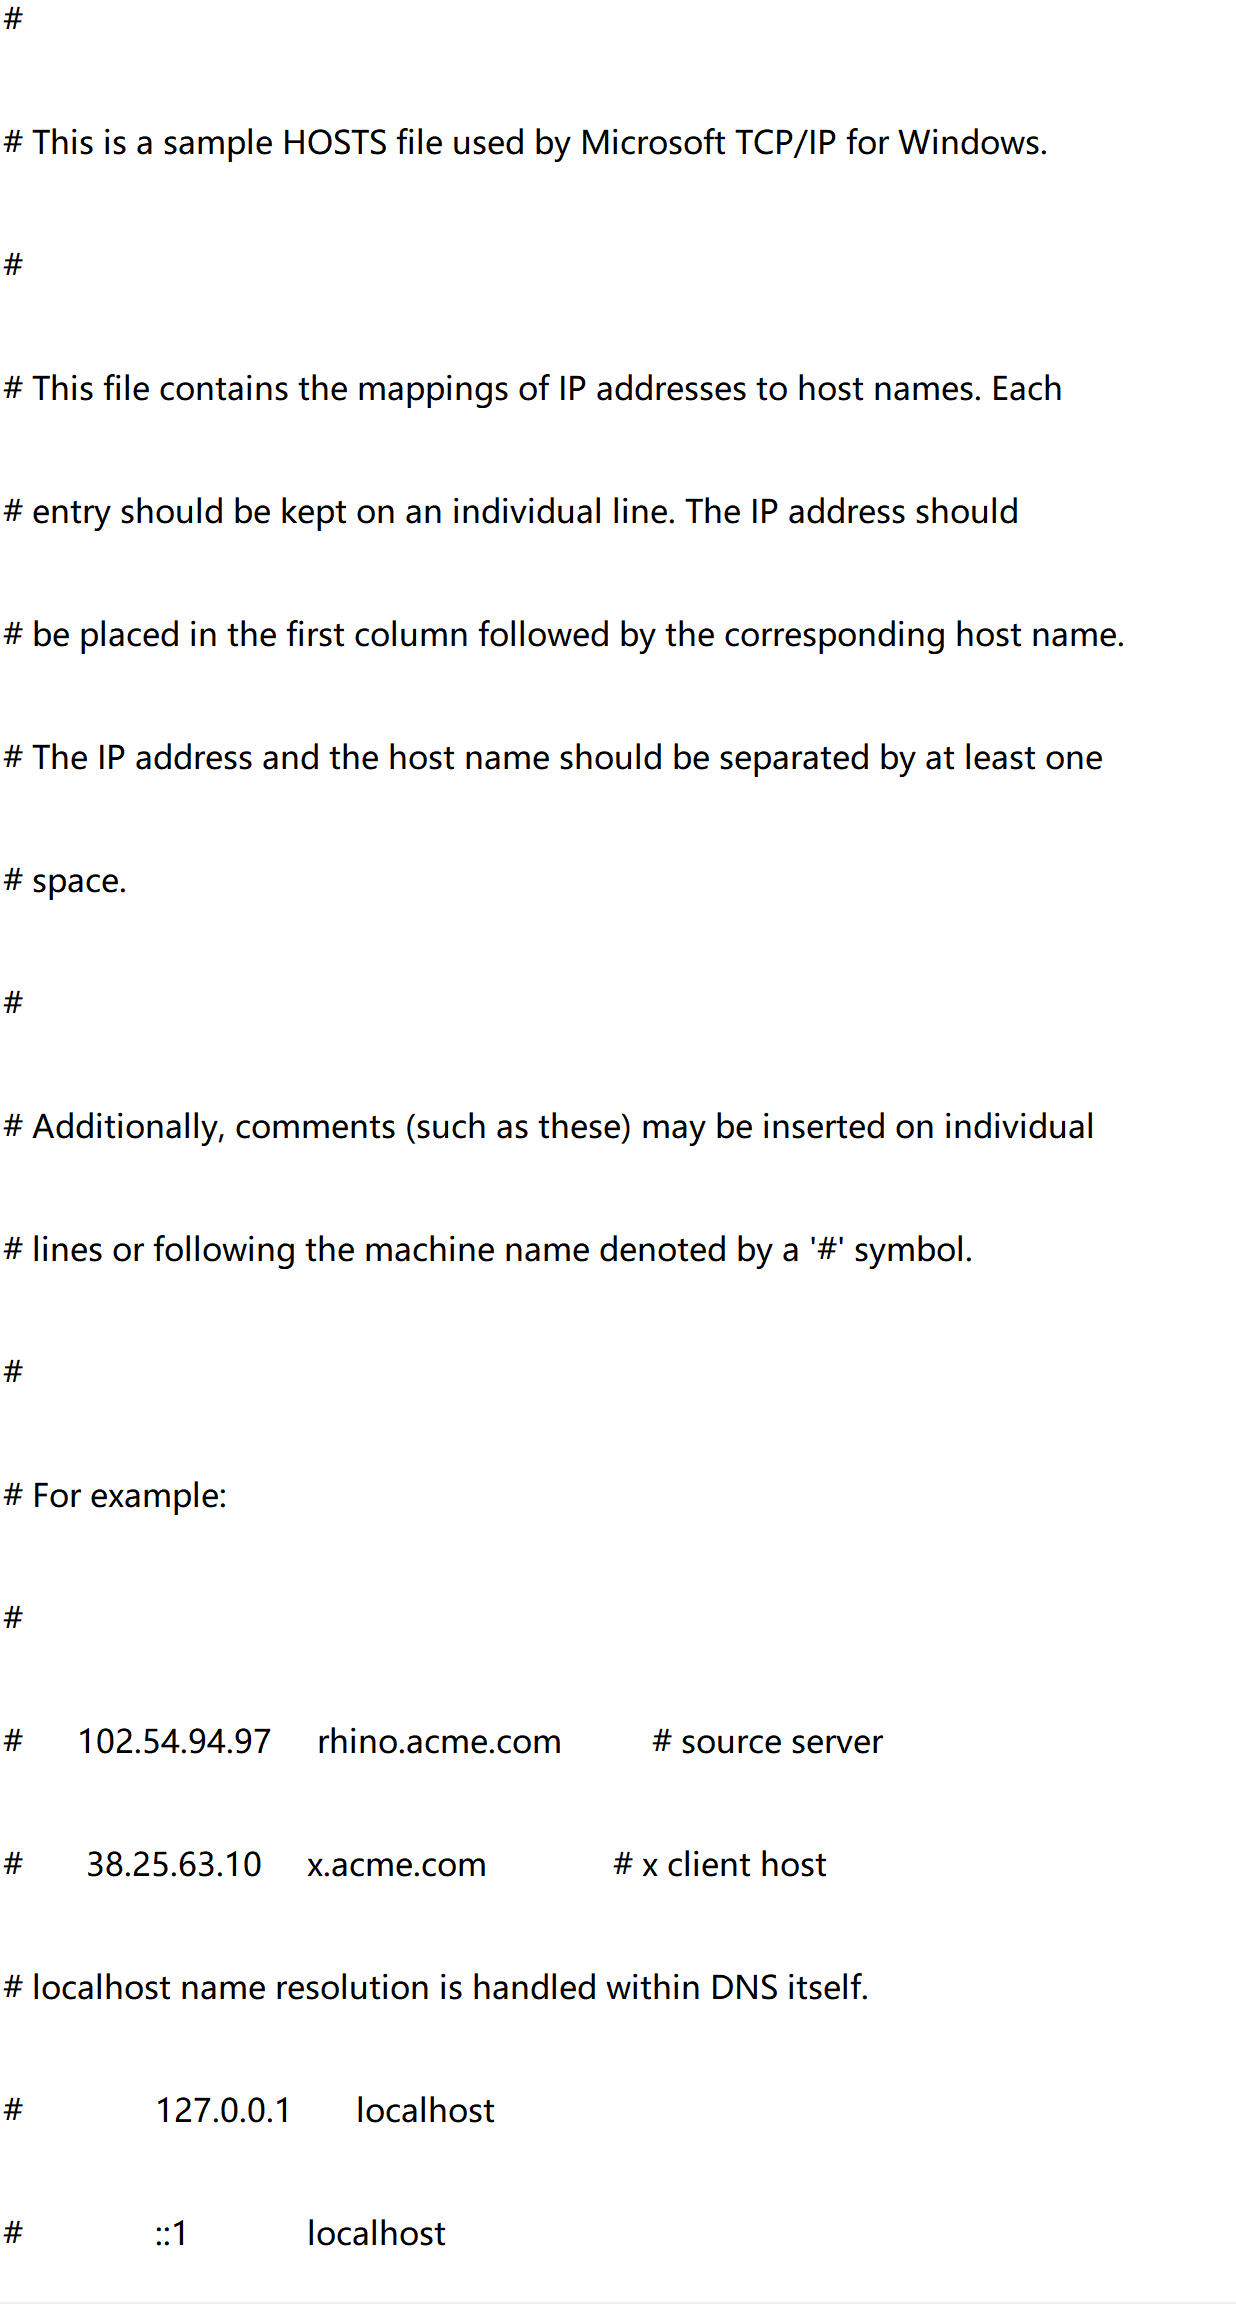 #
# This is a sample HOSTS file used by Microsoft TCP/IP for Windows.
#
# This file contains the mappings of IP addresses to host names. Each
# entry should be kept on an individual line. The IP address should
# be placed in the first column followed by the corresponding host name.
# The IP address and the host name should be separated by at least one
# space.
#
# Additionally, comments (such as these) may be inserted on individual
# lines or following the machine name denoted by a '#' symbol.
#
# For example:
#
#      102.54.94.97     rhino.acme.com          # source server
#       38.25.63.10     x.acme.com              # x client host
# localhost name resolution is handled within DNS itself.
#	127.0.0.1       localhost
#	::1             localhost